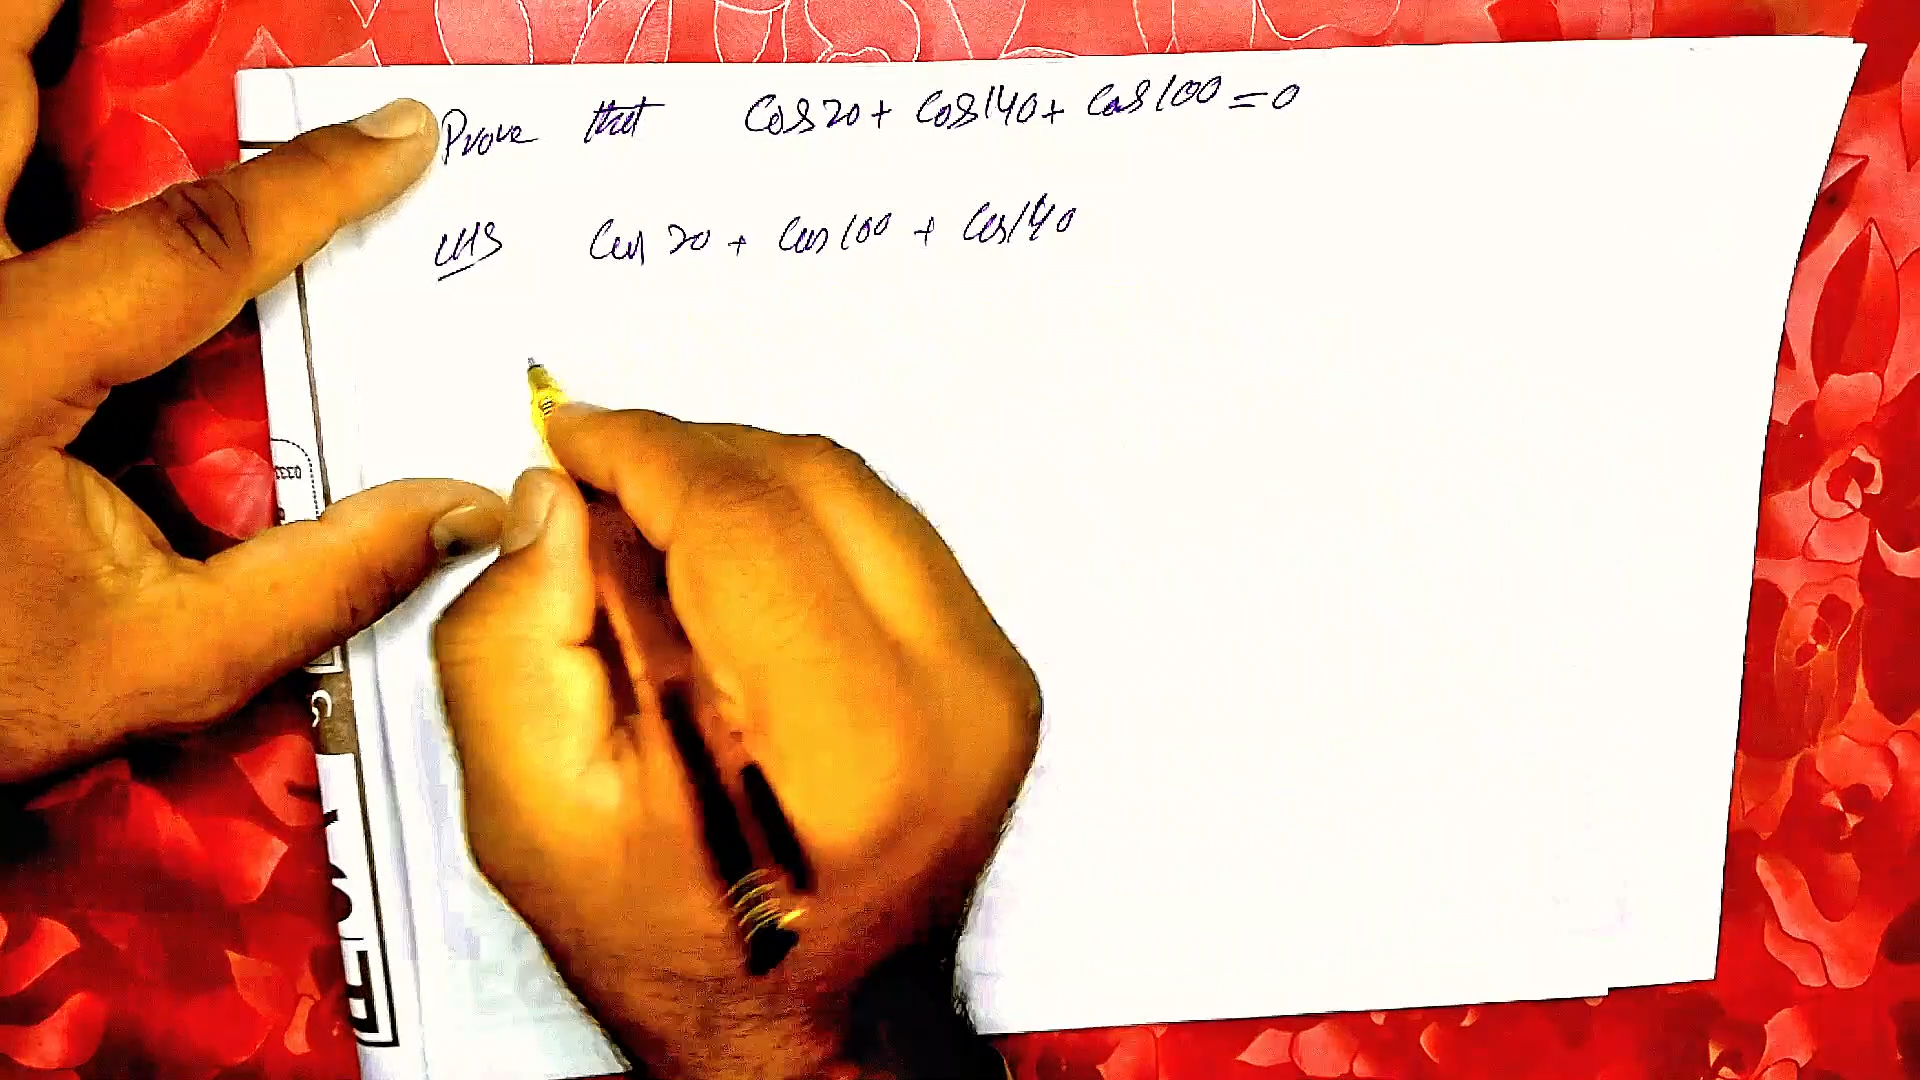 Prove that Cos20 + Cos140 + Cos100 = 0
LHS Cos 20 + Cos 100 + Cos140